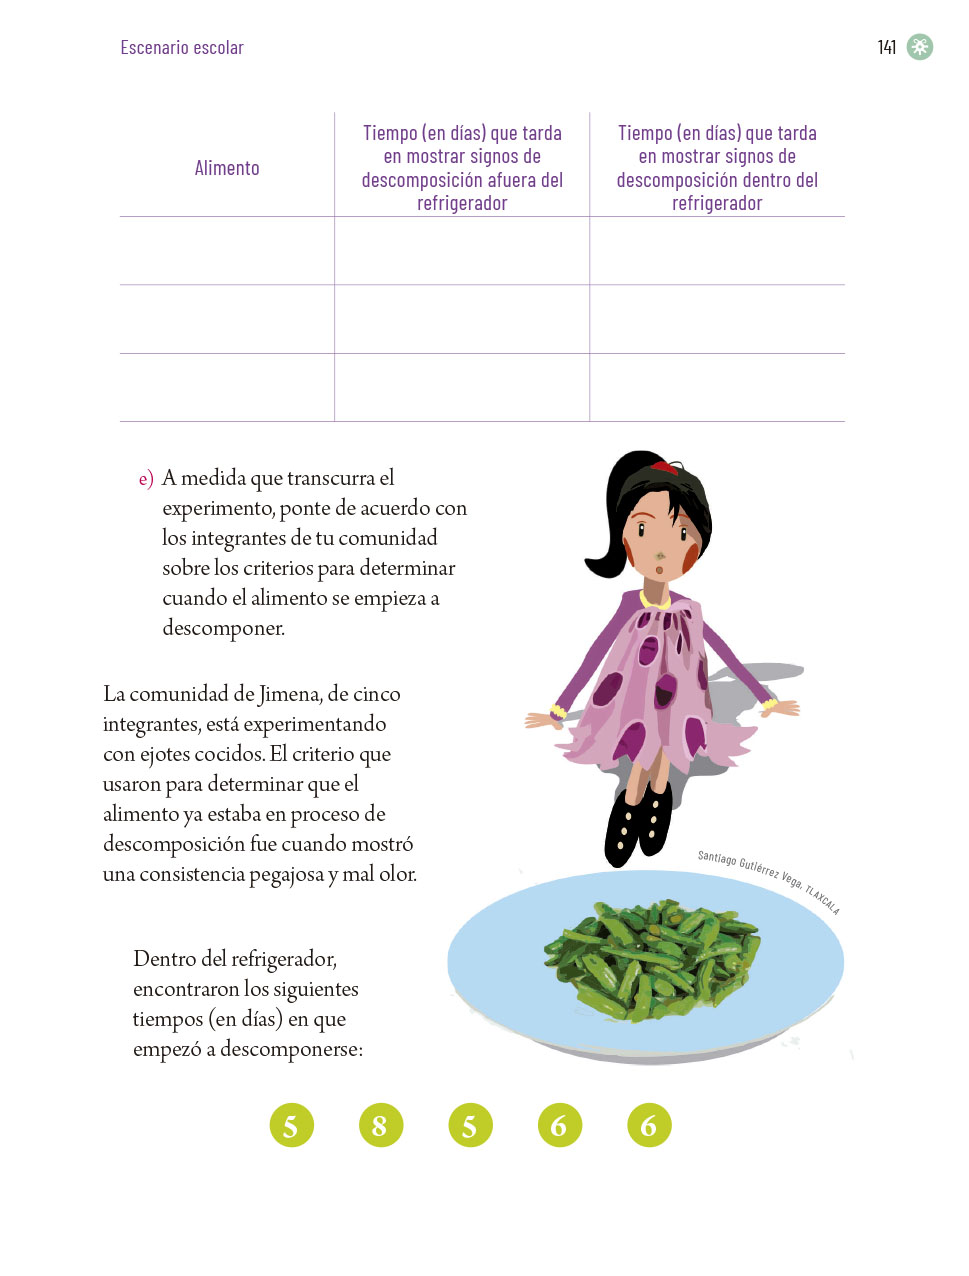 Escenario escolar
141
Alimento
Tiempo (en días) que tarda
en mostrar signos de
descomposición afuera del
refrigerador
Tiempo (en días) que tarda
en mostrar signos de
descomposición dentro del
refrigerador
e) A medida que transcurra el
experimento, ponte de acuerdo con
los integrantes de tu comunidad
sobre los criterios para determinar
cuando el alimento se empieza a
descomponer.
La comunidad de Jimena, de cinco
integrantes, está experimentando
con ejotes cocidos. El criterio que
usaron para determinar que el
alimento ya estaba en proceso de
descomposición fue cuando mostró
una consistencia pegajosa y mal olor.
Santiago Gutiérrez Vega, TLAXCALA
Dentro del refrigerador,
encontraron los siguientes
tiempos (en días) en que
empezó a descomponerse:
5 8 5 6 6